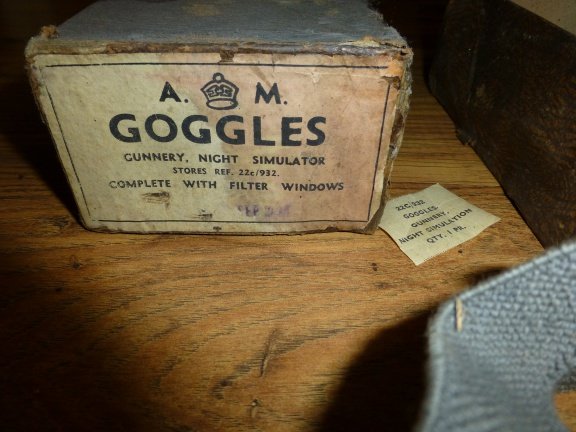 A. M.
GOGGLES
GUNNERY, NIGHT SIMULATOR
STORES REF. 22c/932.
COMPLETE WITH FILTER WINDOWS
22C/932
GOGGLES
GUNNERY,
NIGHT SIMULATION
QTY. 1 PR.